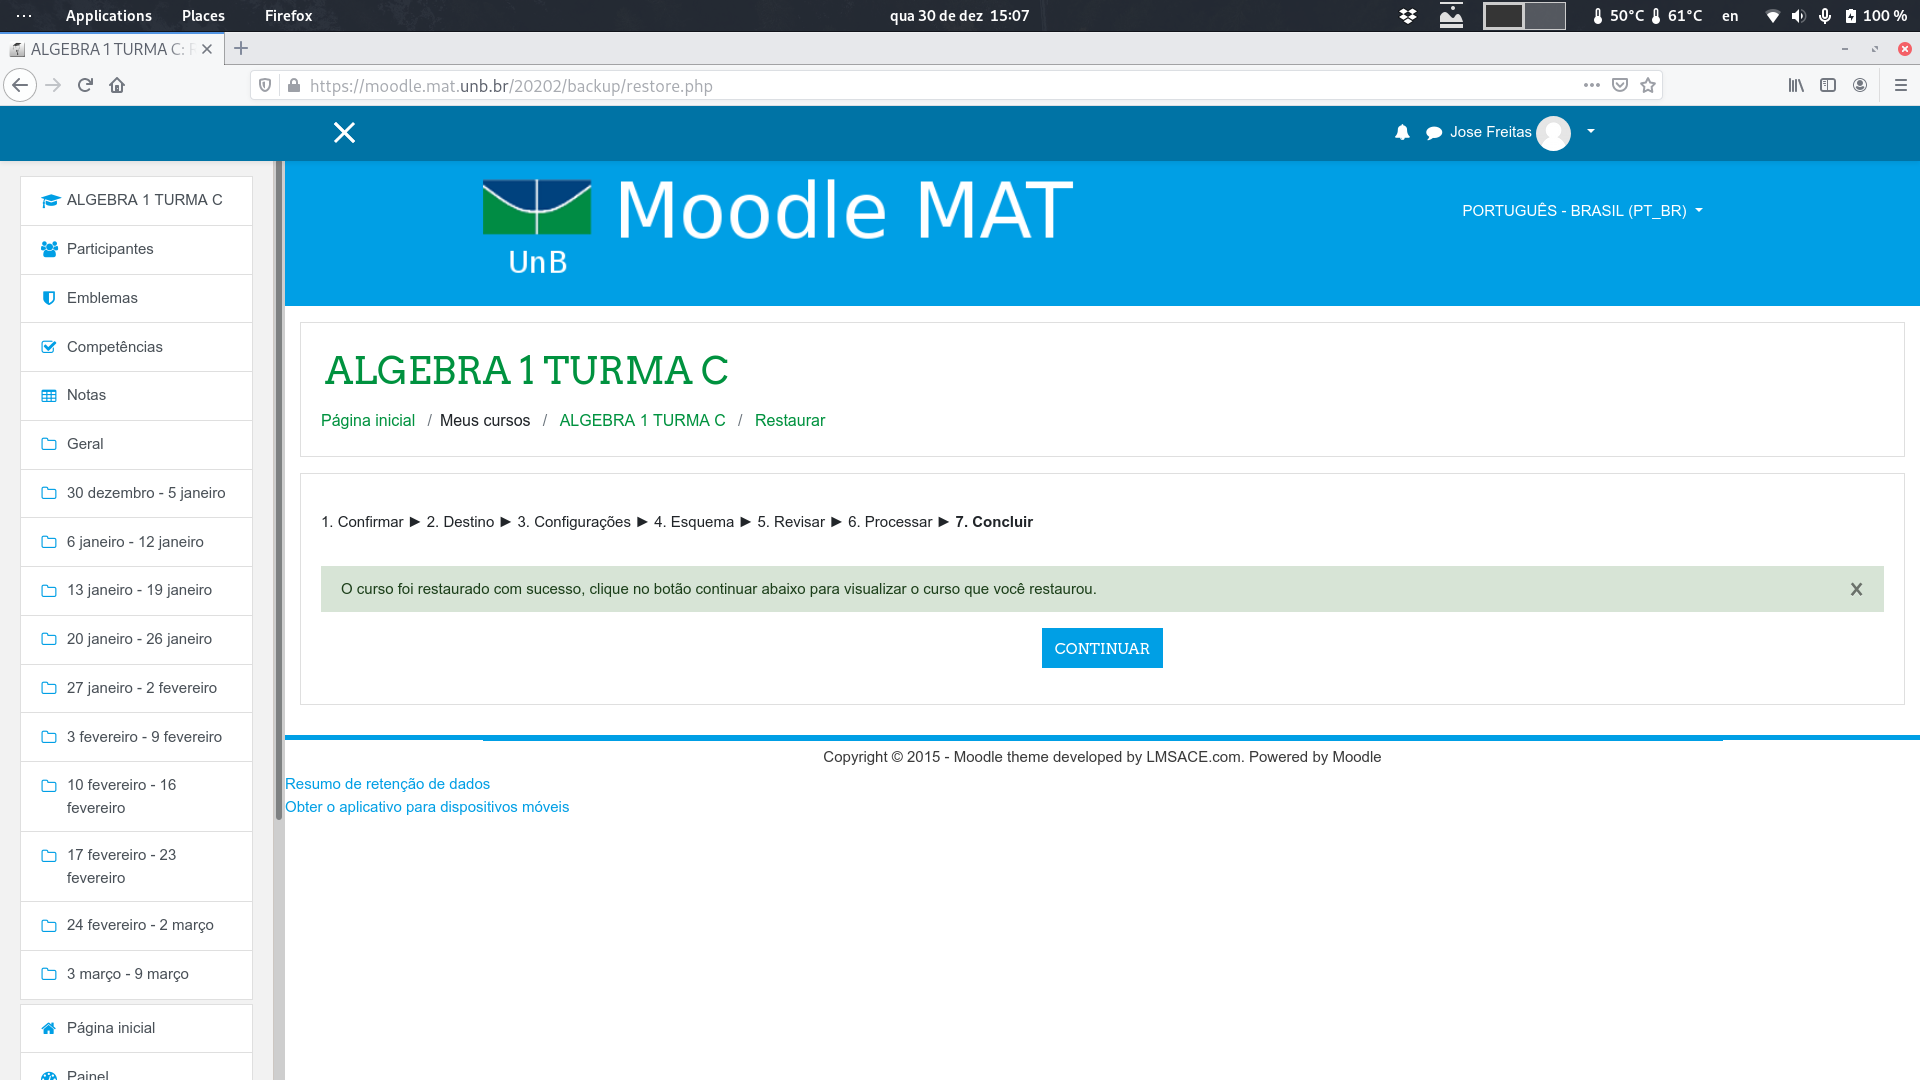 Applications Places Firefox qua 30 de dez 15:07 50°C 61°C en 100 %
ALGEBRA 1 TURMA C:
https://moodle.mat.unb.br/20202/backup/restore.php
Jose Freitas
Moodle MAT
UnB
PORTUGUÊS - BRASIL (PT_BR)
ALGEBRA 1 TURMA C
Participantes
Emblemas
Competências
Notas
Geral
30 dezembro - 5 janeiro
6 janeiro - 12 janeiro
13 janeiro - 19 janeiro
20 janeiro - 26 janeiro
27 janeiro - 2 fevereiro
3 fevereiro - 9 fevereiro
10 fevereiro - 16
fevereiro
17 fevereiro - 23
fevereiro
24 fevereiro - 2 março
3 março - 9 março
Página inicial
Painel
ALGEBRA 1 TURMA C
Página inicial / Meus cursos / ALGEBRA 1 TURMA C / Restaurar
1. Confirmar ► 2. Destino ► 3. Configurações ► 4. Esquema ► 5. Revisar ► 6. Processar ► 7. Concluir
O curso foi restaurado com sucesso, clique no botão continuar abaixo para visualizar o curso que você restaurou.
CONTINUAR
Copyright © 2015 - Moodle theme developed by LMSACE.com. Powered by Moodle
Resumo de retenção de dados
Obter o aplicativo para dispositivos móveis